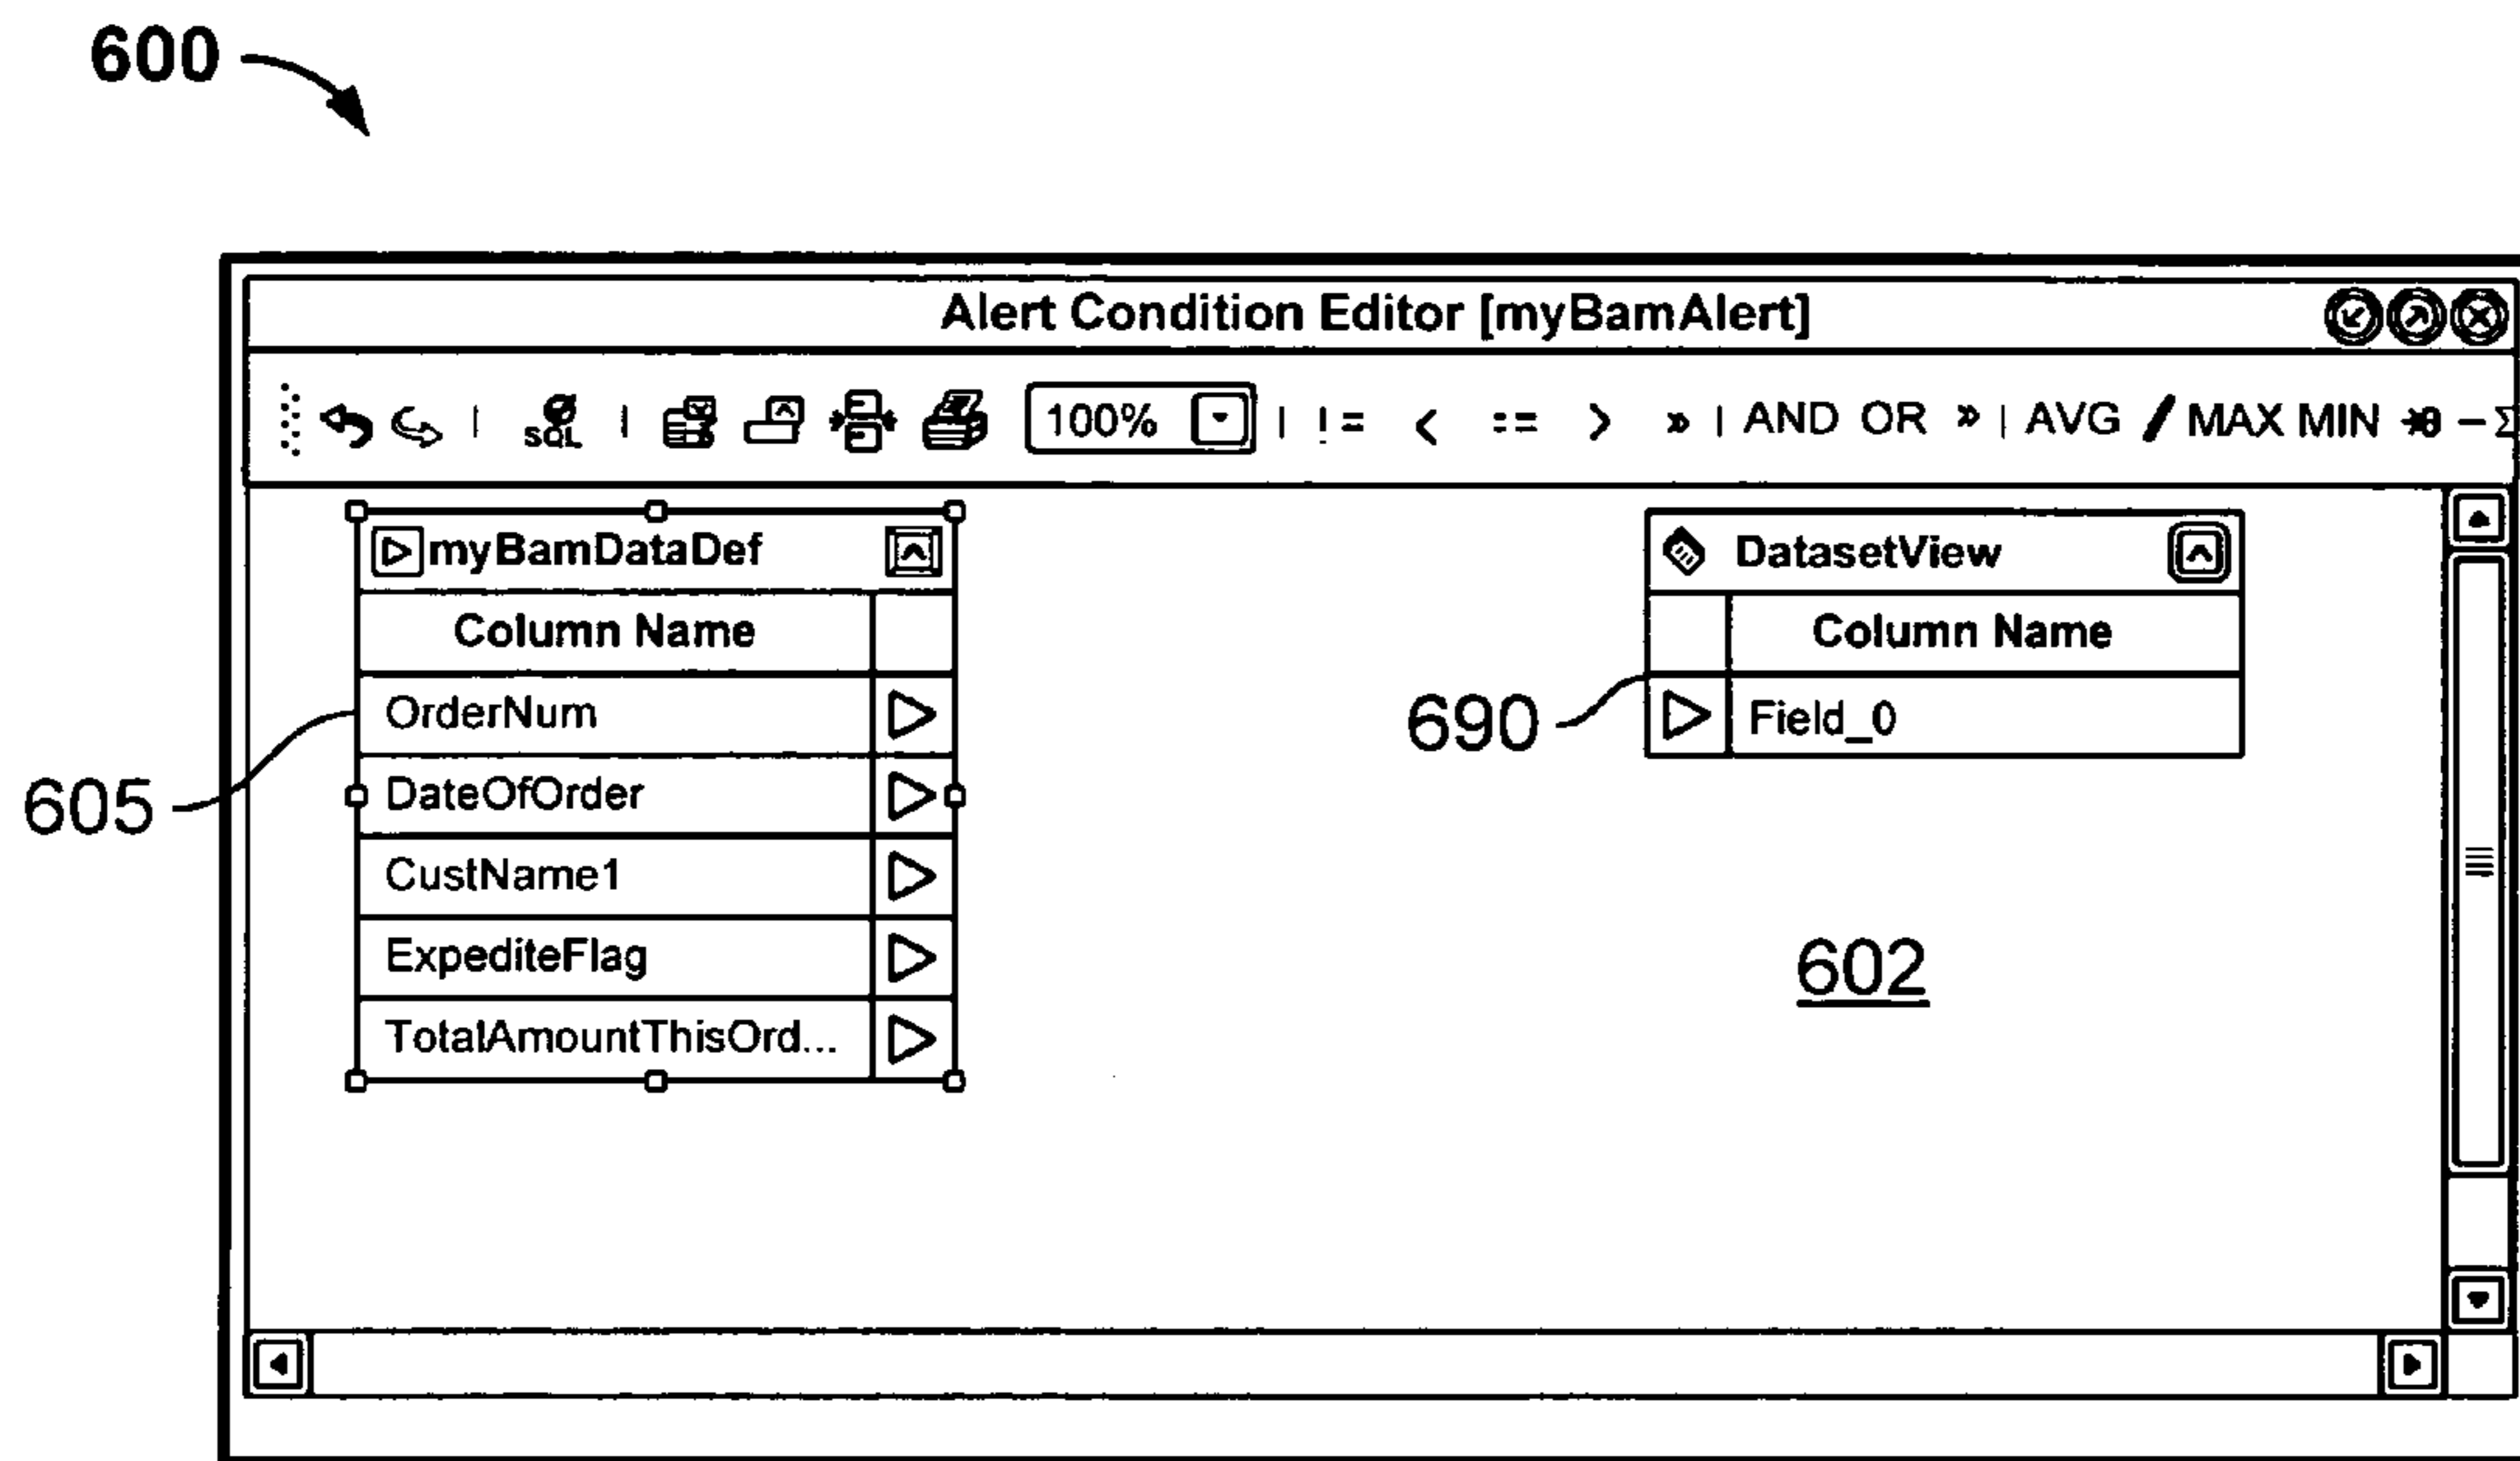 600
Alert Condition Editor [myBamAlert]
SQL | 100% | != < == > » | AND OR » | AVG / MAX MIN − Σ
myBamDataDef
Column Name
OrderNum
DateOfOrder
CustName1
ExpediteFlag
TotalAmountThisOrd...
605
DatasetView
Column Name
Field_0
690
602